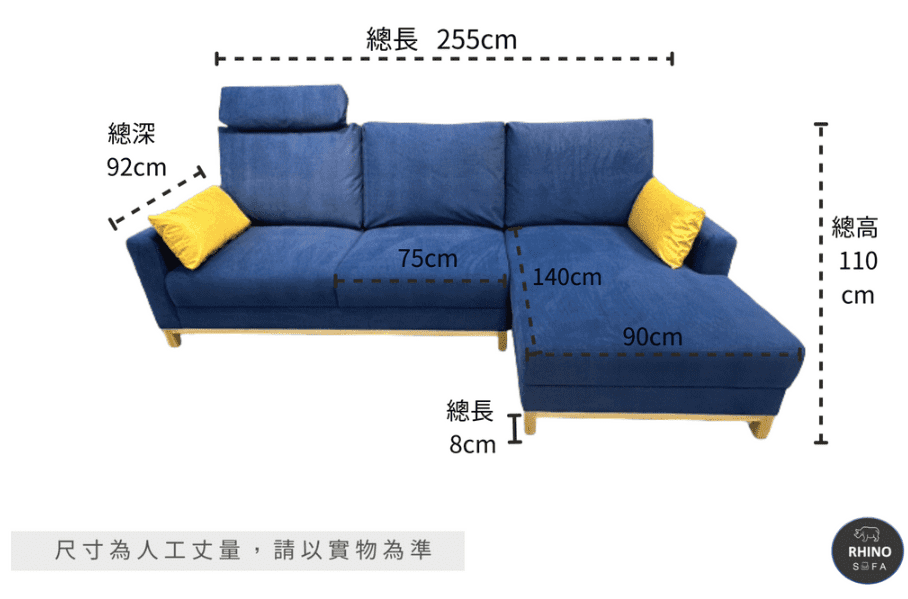 總長 255cm
總深
92cm
總高
110
cm
75cm
140cm
90cm
總長
8cm
尺寸為人工丈量，請以實物為準
RHINO
SOFA